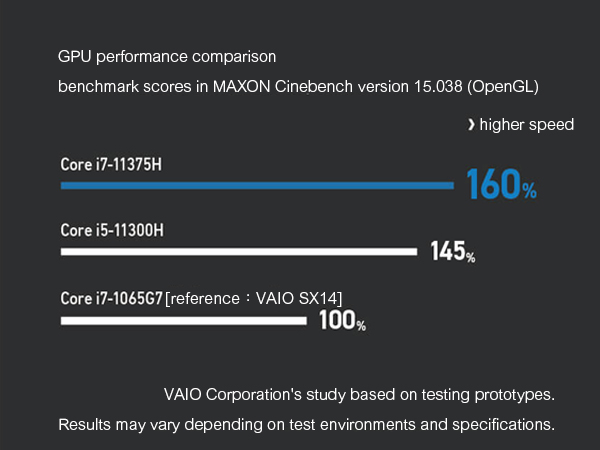 GPU performance comparison
benchmark scores in MAXON Cinebench version 15.038 (OpenGL)
❯ higher speed
Core i7-11375H
160%
Core i5-11300H
145%
Core i7-1065G7 [reference：VAIO SX14]
100%
VAIO Corporation's study based on testing prototypes.
Results may vary depending on test environments and specifications.